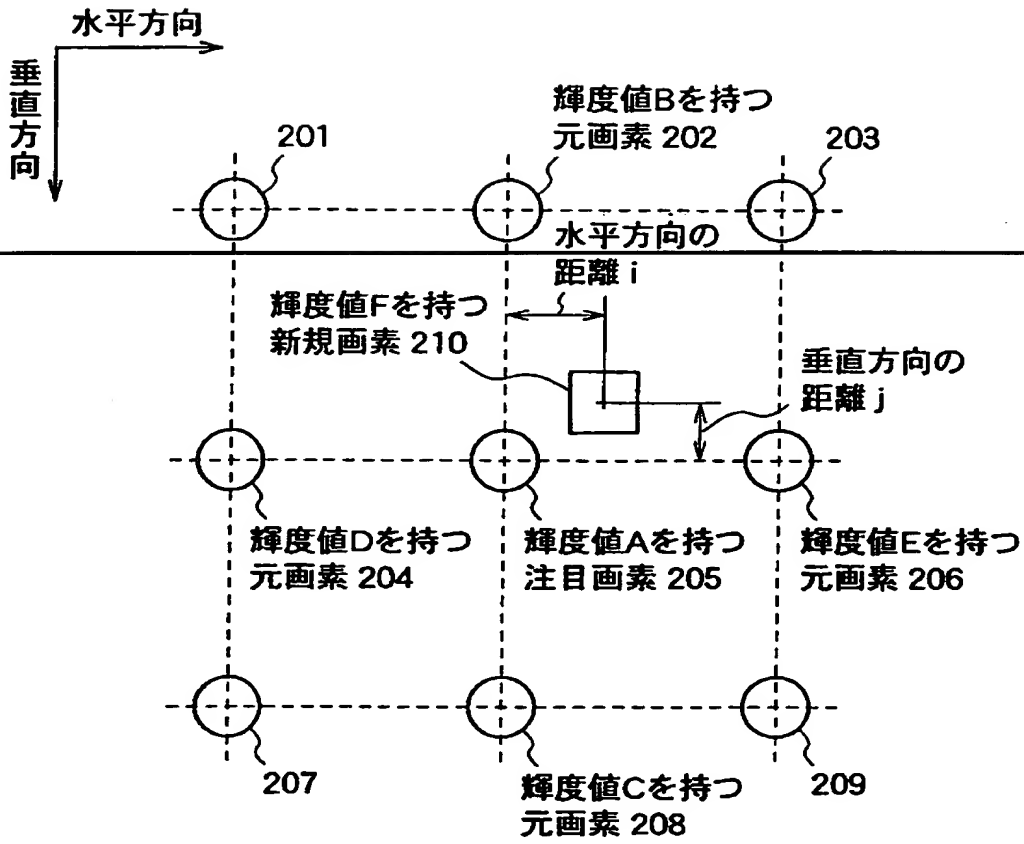 水平方向
垂直方向
201
輝度値Bを持つ
元画素 202
203
水平方向の
距離 i
輝度値Fを持つ
新規画素 210
垂直方向の
距離 j
輝度値Dを持つ
元画素 204
輝度値Aを持つ
注目画素 205
輝度値Eを持つ
元画素 206
207
輝度値Cを持つ
元画素 208
209